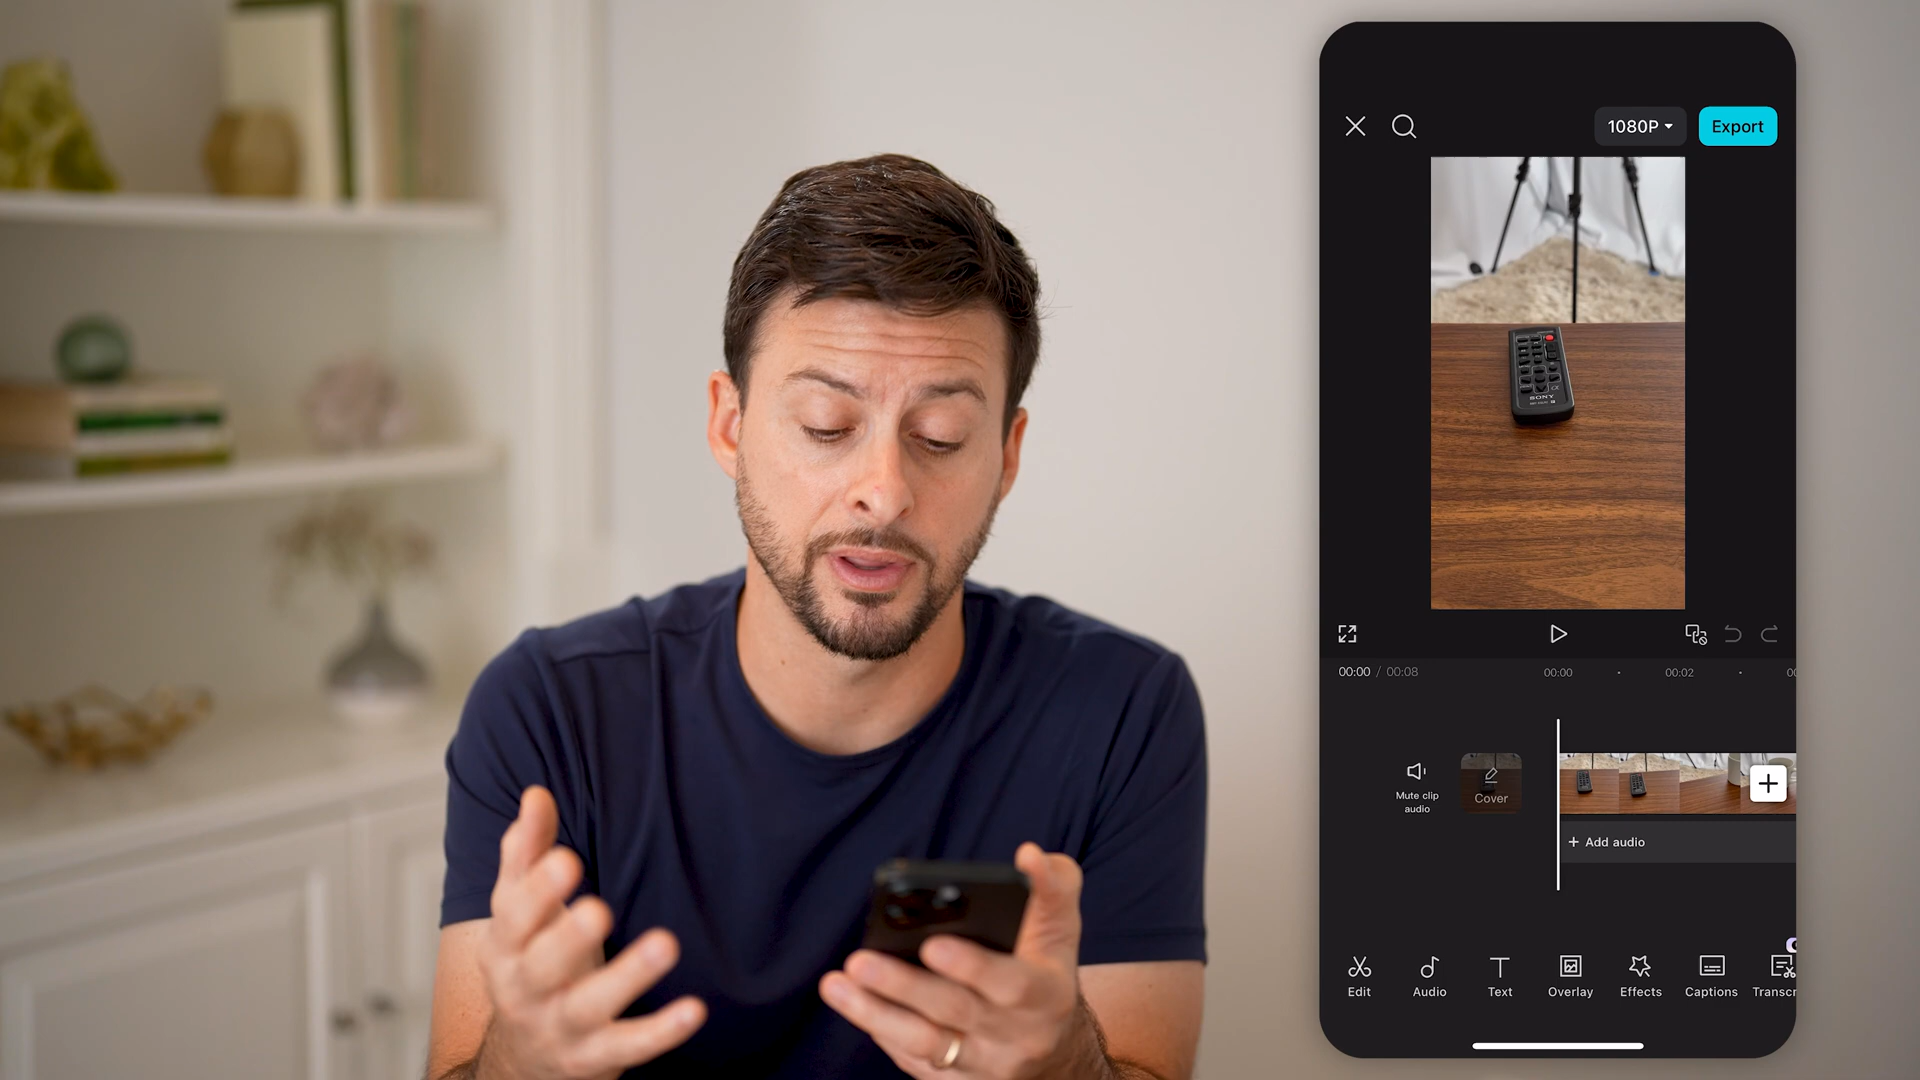 1080P
Export
SONY
00:00 / 00:08
00:00
00:02
Mute clip
audio
Cover
+ Add audio
Edit
Audio
Text
Overlay
Effects
Captions
Transcr